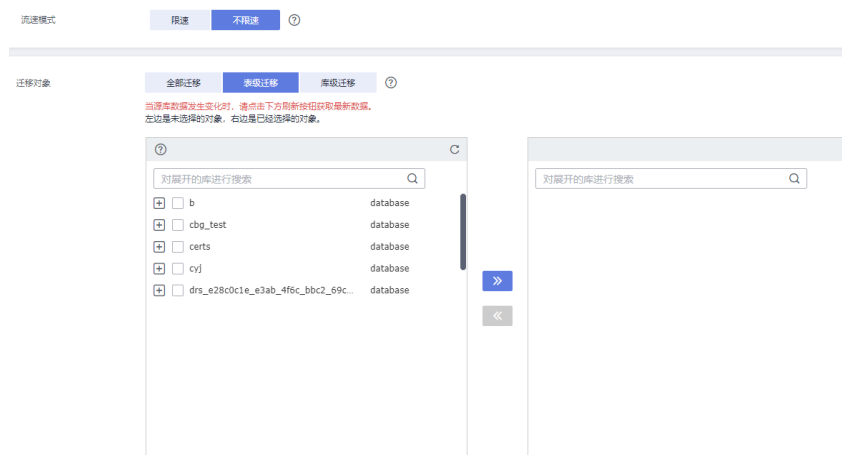 流速模式 限速 不限速 ?
迁移对象 全部迁移 表级迁移 库级迁移 ?
当源库数据发生变化时，请点击下方刷新按钮获取最新数据。
左边是未选择的对象，右边是已经选择的对象。
?
对展开的库进行搜索 对展开的库进行搜索
b database
cbg_test database
certs database
cyj database
drs_e28c0c1e_e3ab_4f6c_bbc2_69c... database